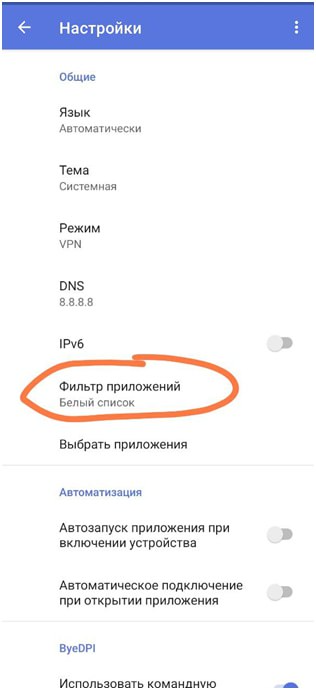 Настройки
Общие
Язык
Автоматически
Тема
Системная
Режим
VPN
DNS
8.8.8.8
IPv6
Фильтр приложений
Белый список
Выбрать приложения
Автоматизация
Автозапуск приложения при
включении устройства
Автоматическое подключение
при открытии приложения
ByeDPI
Использовать командную